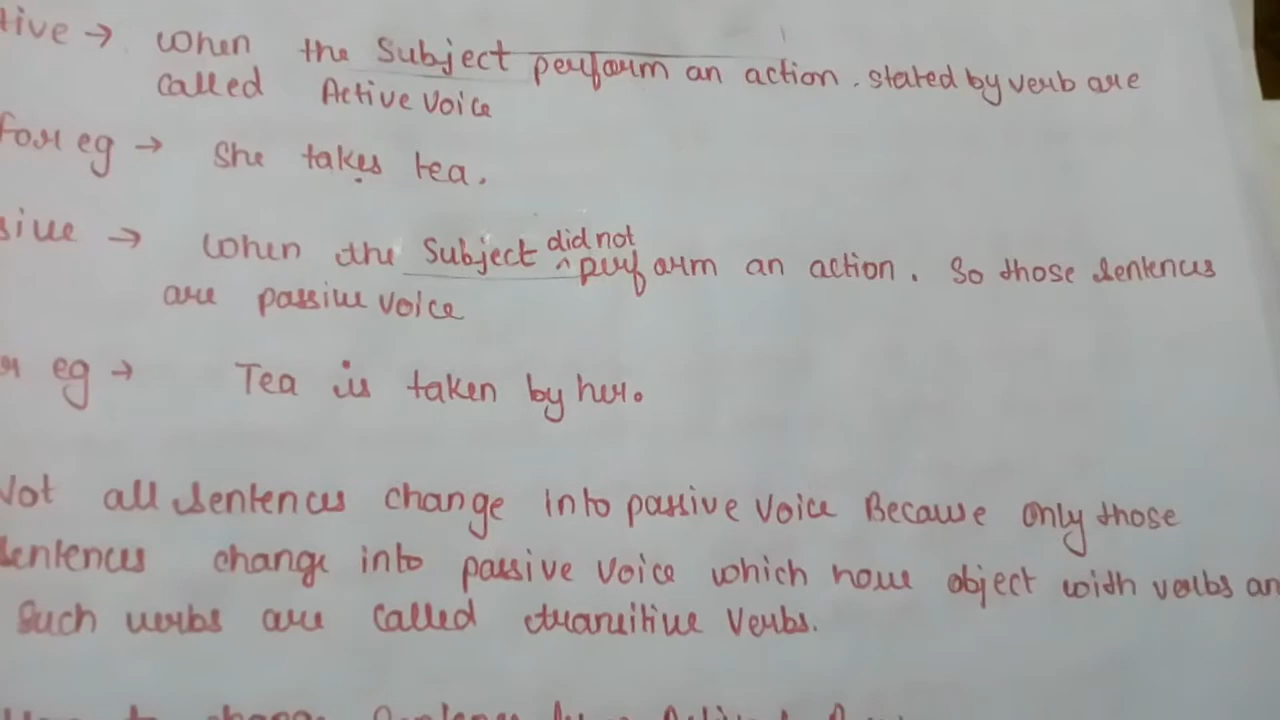 tive → when the Subject perform an action. stated by verb are
called Active voice
for eg → She takes tea.
sive → when the Subject did not perform an action. So those sentences
are passive voice
r eg → Tea is taken by her.
Not all sentences change into passive voice Because only those
sentences change into passive voice which have object with verbs an
Such verbs are called transitive Verbs.
to change